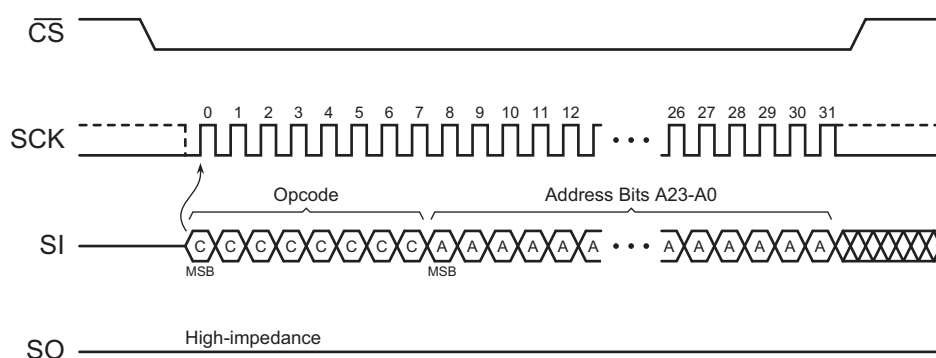 CS
0 1 2 3 4 5 6 7 8 9 10 11 12 26 27 28 29 30 31
SCK
Opcode Address Bits A23-A0
SI C C C C C C C C A A A A A A A A A A A A
MSB MSB
High-impedance
SO